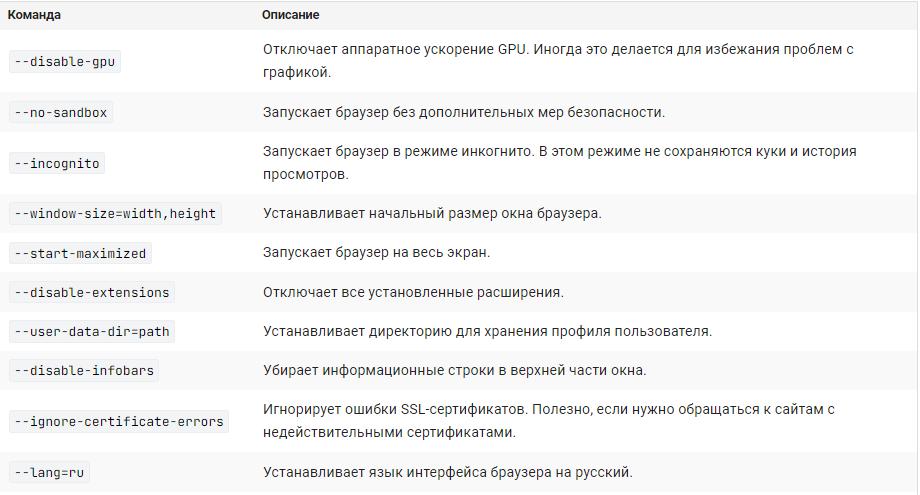 Команда Описание
--disable-gpu Отключает аппаратное ускорение GPU. Иногда это делается для избежания проблем с
графикой.
--no-sandbox Запускает браузер без дополнительных мер безопасности.
--incognito Запускает браузер в режиме инкогнито. В этом режиме не сохраняются куки и история
просмотров.
--window-size=width,height Устанавливает начальный размер окна браузера.
--start-maximized Запускает браузер на весь экран.
--disable-extensions Отключает все установленные расширения.
--user-data-dir=path Устанавливает директорию для хранения профиля пользователя.
--disable-infobars Убирает информационные строки в верхней части окна.
--ignore-certificate-errors Игнорирует ошибки SSL-сертификатов. Полезно, если нужно обращаться к сайтам с
недействительными сертификатами.
--lang=ru Устанавливает язык интерфейса браузера на русский.